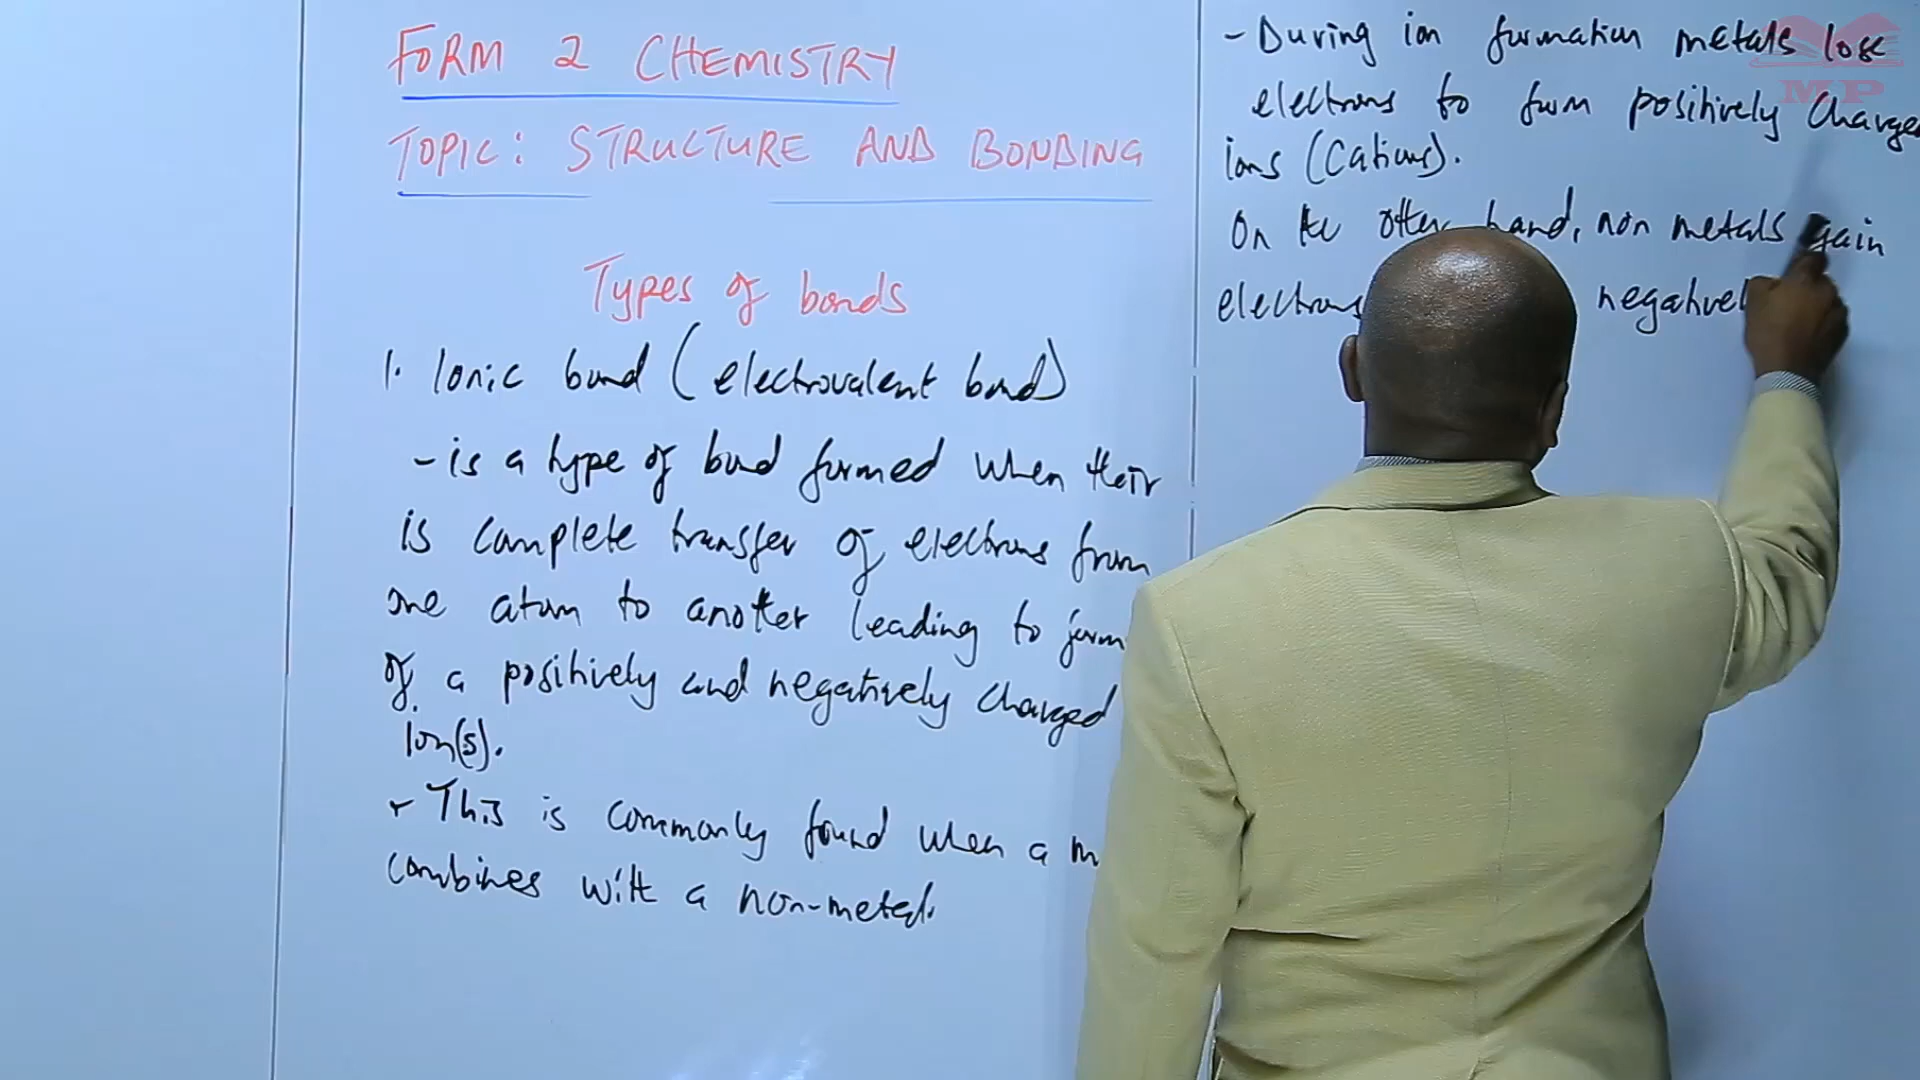 FORM 2 CHEMISTRY
TOPIC: STRUCTURE AND BONDING
Types of bonds
1. Ionic bond (electrovalent bond)
- is a type of bond formed when their
is complete transfer of electrons from
one atom to another leading to form
of a positively and negatively charged
Ion(s).
- This is commonly found when a m
combines with a non-metal.
- During ion formation metals lose
electrons to form positively charged
ions (Cations).
On the other hand, non metals gain
electrons negatively
MP